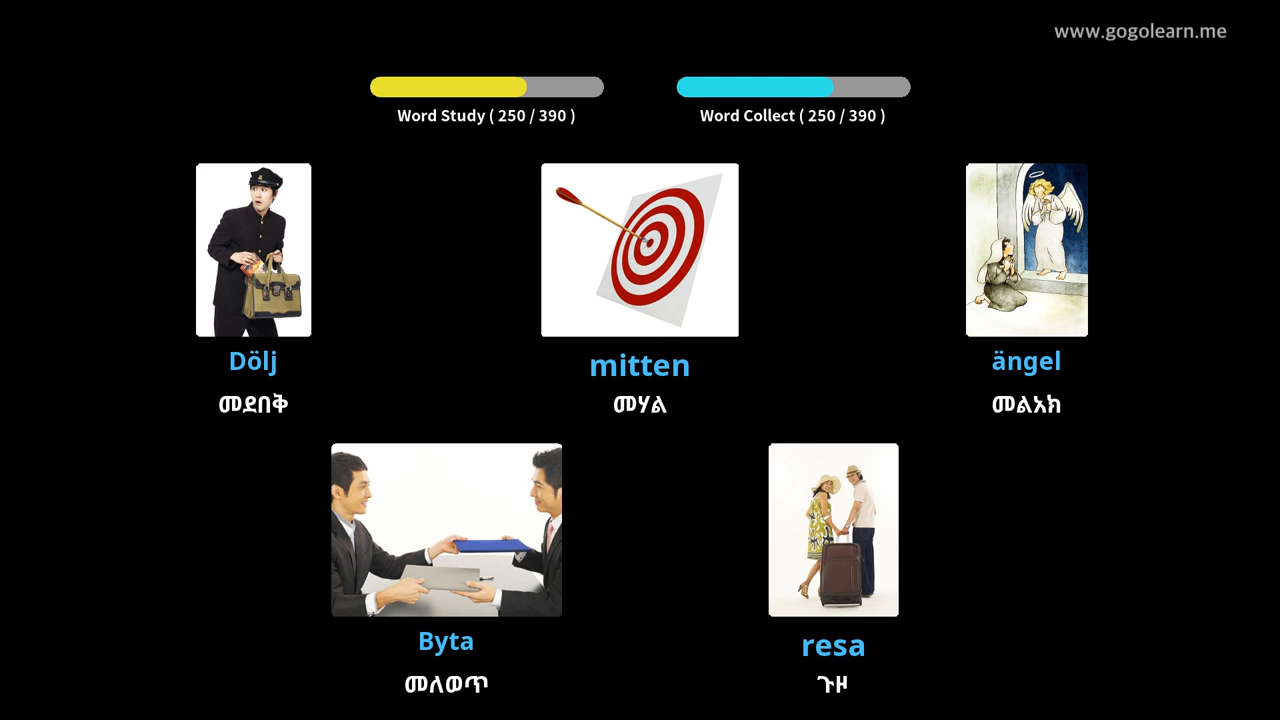 www.gogolearn.me
Word Study ( 250 / 390 )
Word Collect ( 250 / 390 )
Dölj
መደበቅ
mitten
መሃል
ängel
መልአክ
Byta
መለወጥ
resa
ጉዞ